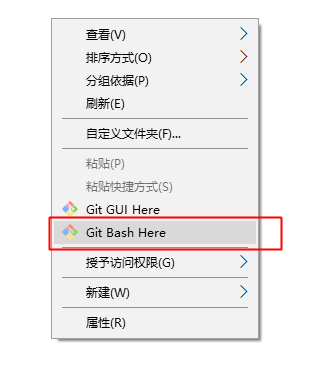 查看(V)
排序方式(O)
分组依据(P)
刷新(E)
自定义文件夹(F)...
粘贴(P)
粘贴快捷方式(S)
Git GUI Here
Git Bash Here
授予访问权限(G)
新建(W)
属性(R)